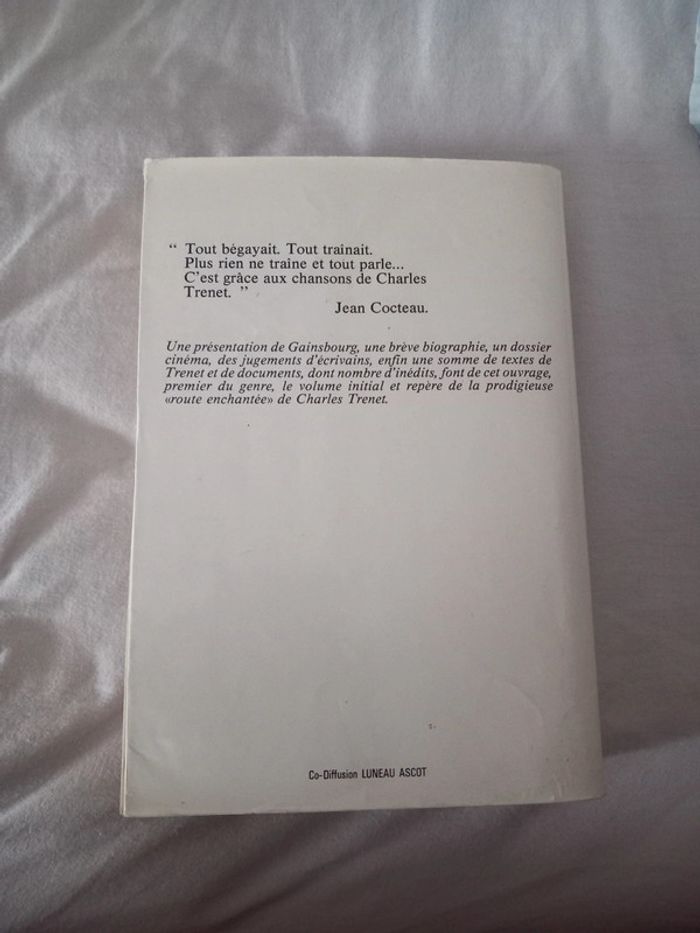 “ Tout bégayait. Tout traînait.
Plus rien ne traîne et tout parle...
C'est grâce aux chansons de Charles
Trenet. ”
Jean Cocteau.
Une présentation de Gainsbourg, une brève biographie, un dossier
cinéma, des jugements d'écrivains, enfin une somme de textes de
Trenet et de documents, dont nombre d'inédits, font de cet ouvrage,
premier du genre, le volume initial et repère de la prodigieuse
«route enchantée» de Charles Trenet.
Co-Diffusion LUNEAU ASCOT